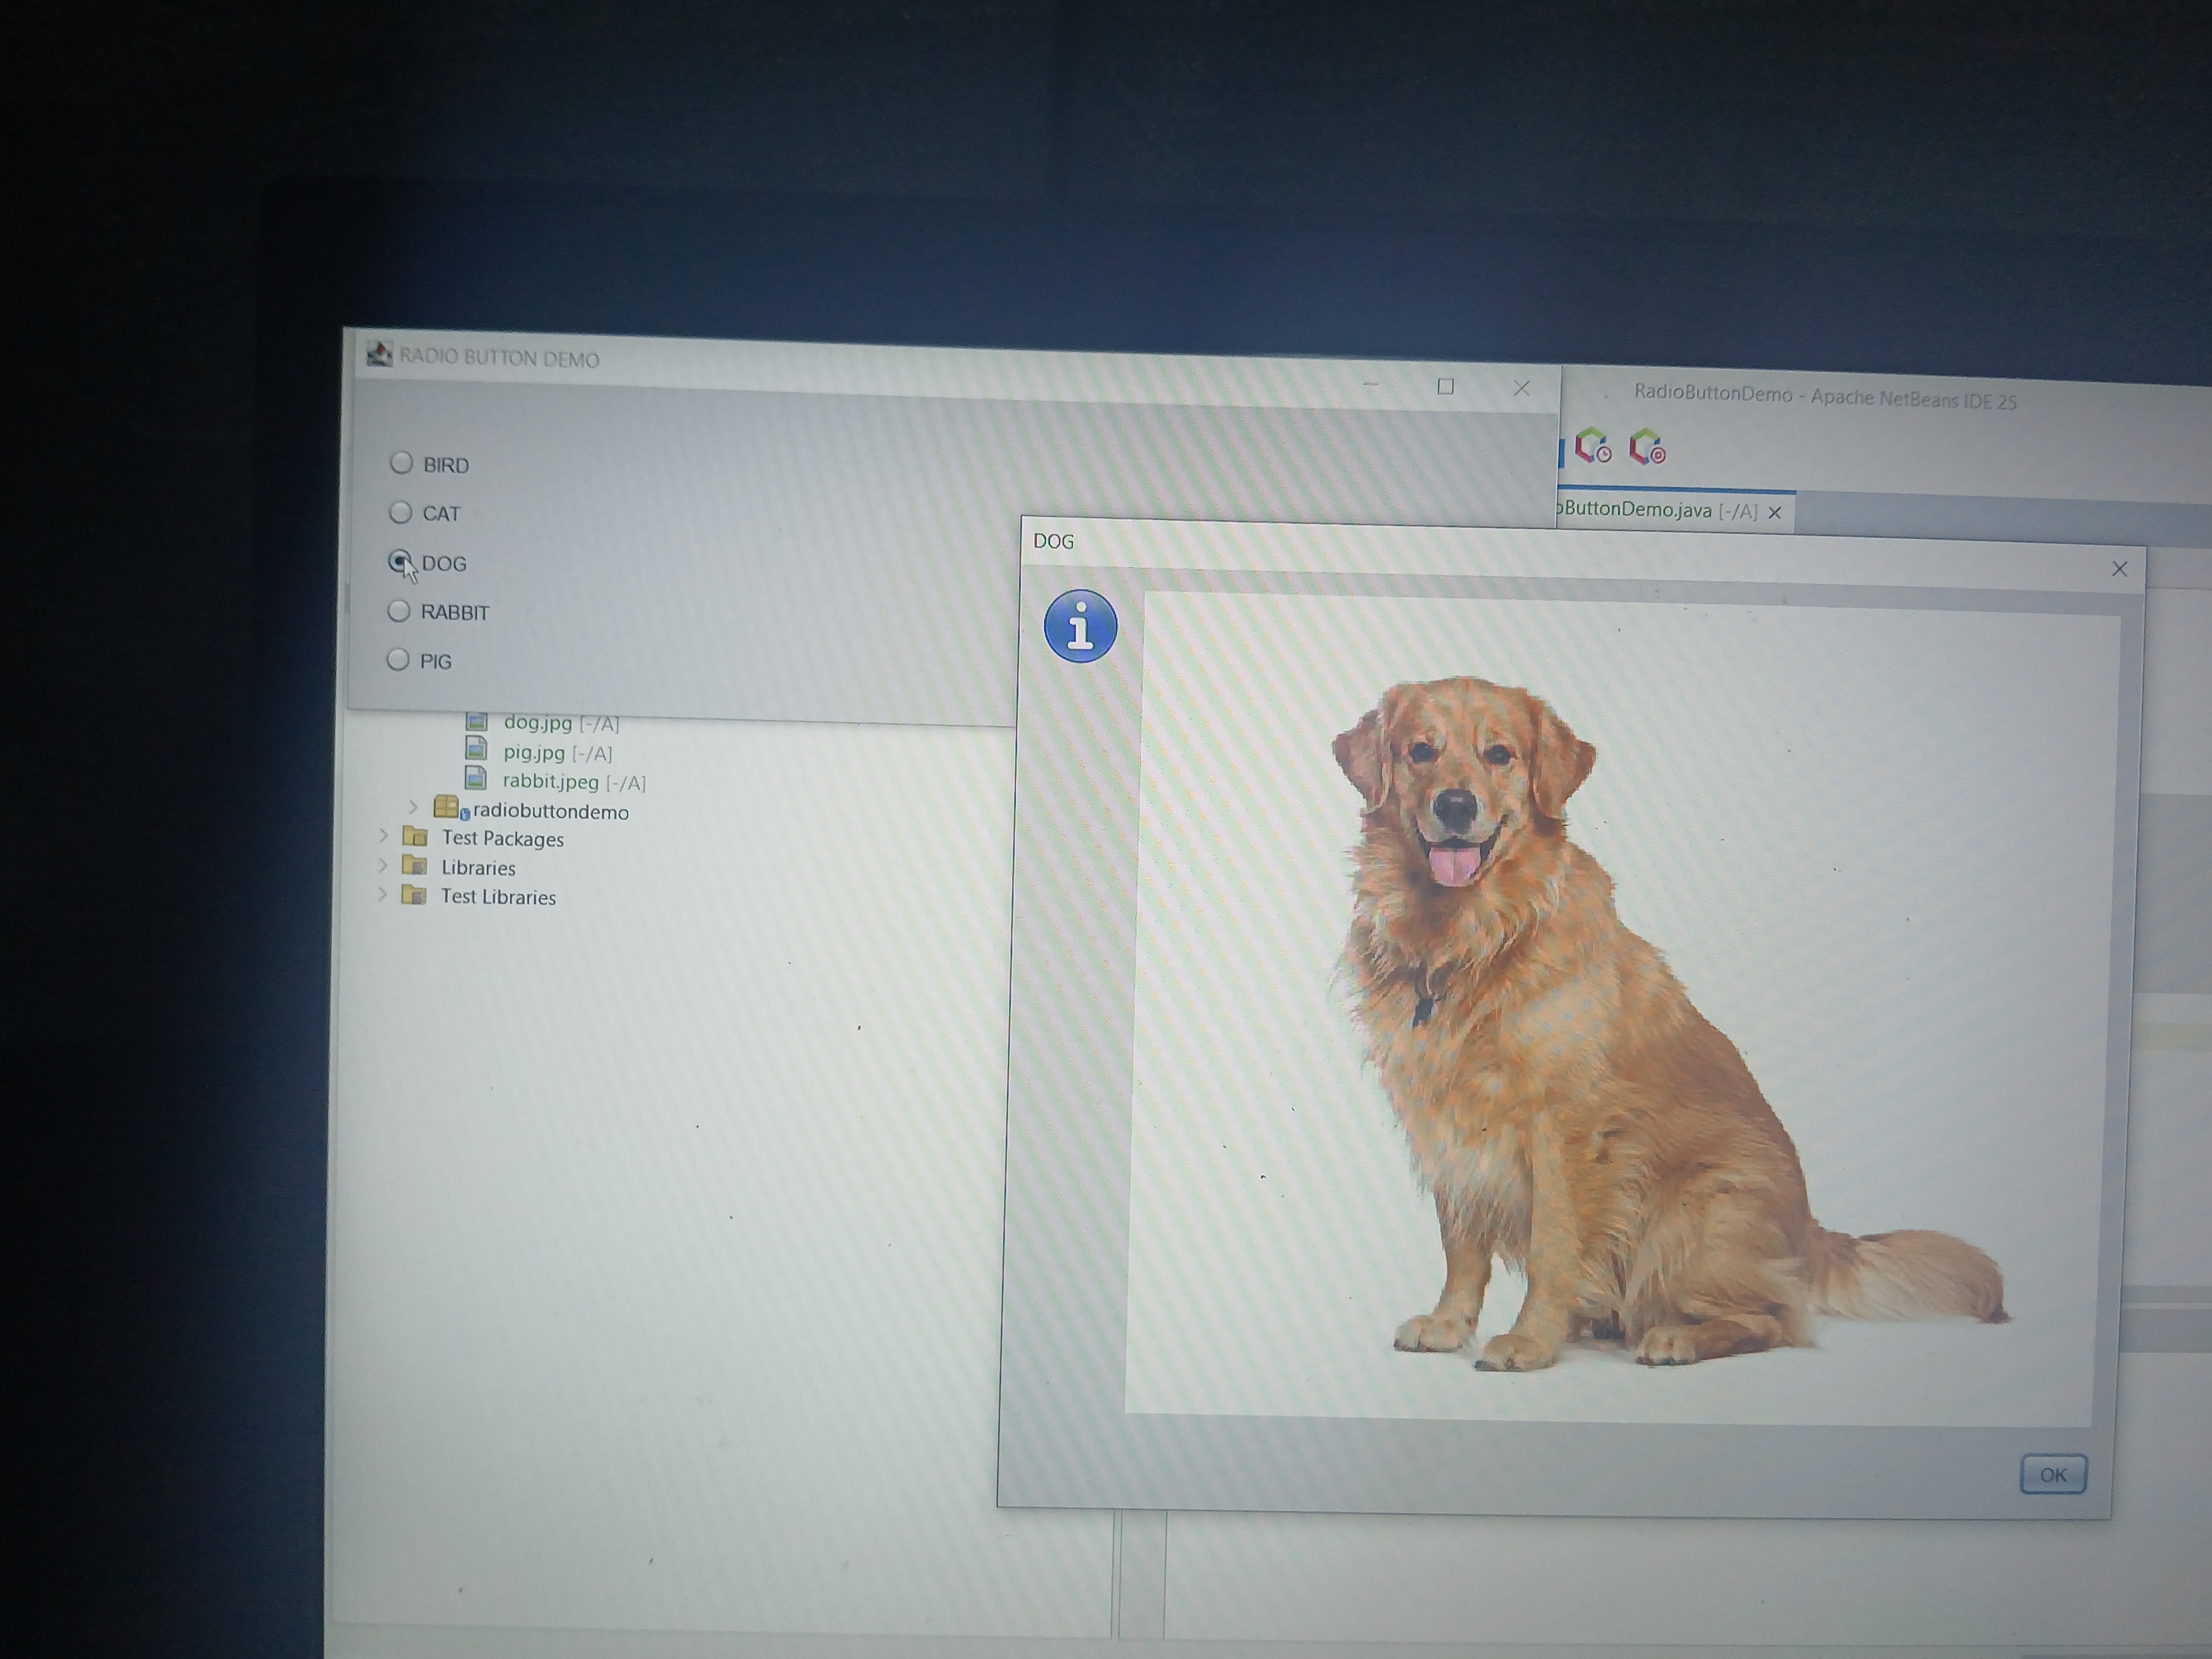 RADIO BUTTON DEMO
BIRD
CAT
DOG
RABBIT
PIG
RadioButtonDemo - Apache NetBeans IDE 25
oButtonDemo.java [-/A]
DOG
dog.jpg [-/A]
pig.jpg [-/A]
rabbit.jpeg [-/A]
radiobuttondemo
Test Packages
Libraries
Test Libraries
OK